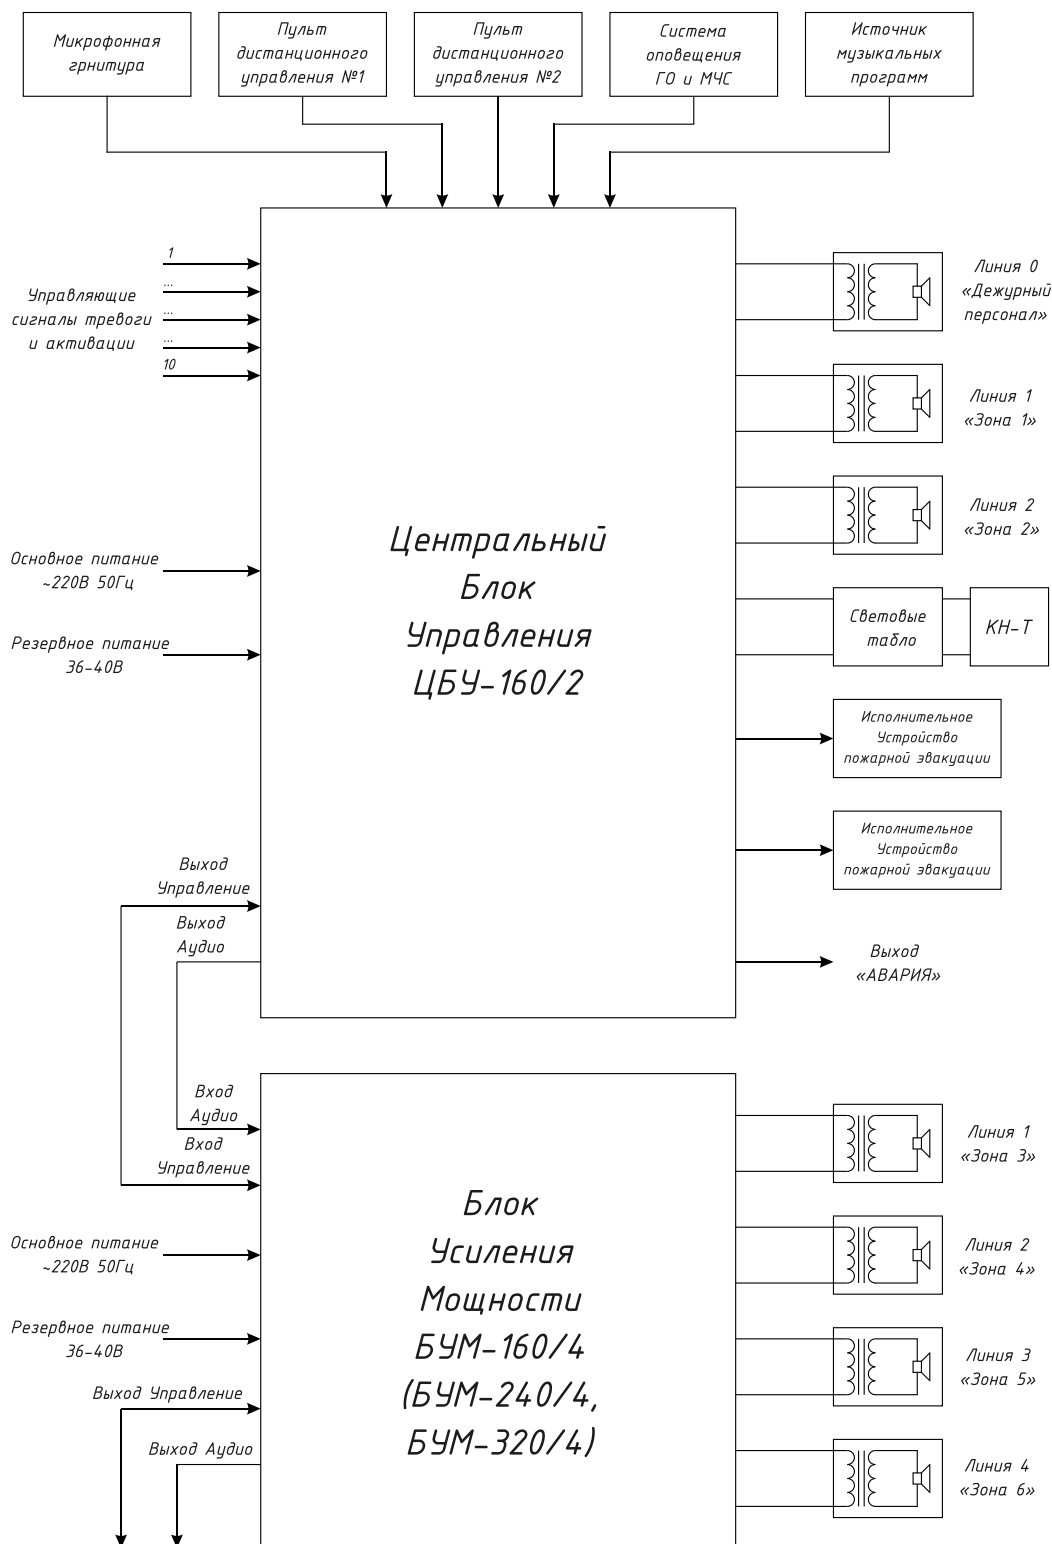 Микрофонная
грнитура
Пульт
дистанционного
управления №1
Пульт
дистанционного
управления №2
Система
оповещения
ГО и МЧС
Источник
музыкальных
программ
1
...
...
...
10
Управляющие
сигналы тревоги
и активации
Основное питание
~220В 50Гц
Резервное питание
36-40В
Центральный
Блок
Управления
ЦБУ-160/2
Линия 0
«Дежурный
персонал»
Линия 1
«Зона 1»
Линия 2
«Зона 2»
Световые
табло
КН-Т
Исполнительное
Устройство
пожарной эвакуации
Исполнительное
Устройство
пожарной эвакуации
Выход
«АВАРИЯ»
Выход
Управление
Выход
Аудио
Вход
Аудио
Вход
Управление
Основное питание
~220В 50Гц
Резервное питание
36-40В
Выход Управление
Выход Аудио
Блок
Усиления
Мощности
БУМ-160/4
(БУМ-240/4,
БУМ-320/4)
Линия 1
«Зона 3»
Линия 2
«Зона 4»
Линия 3
«Зона 5»
Линия 4
«Зона 6»